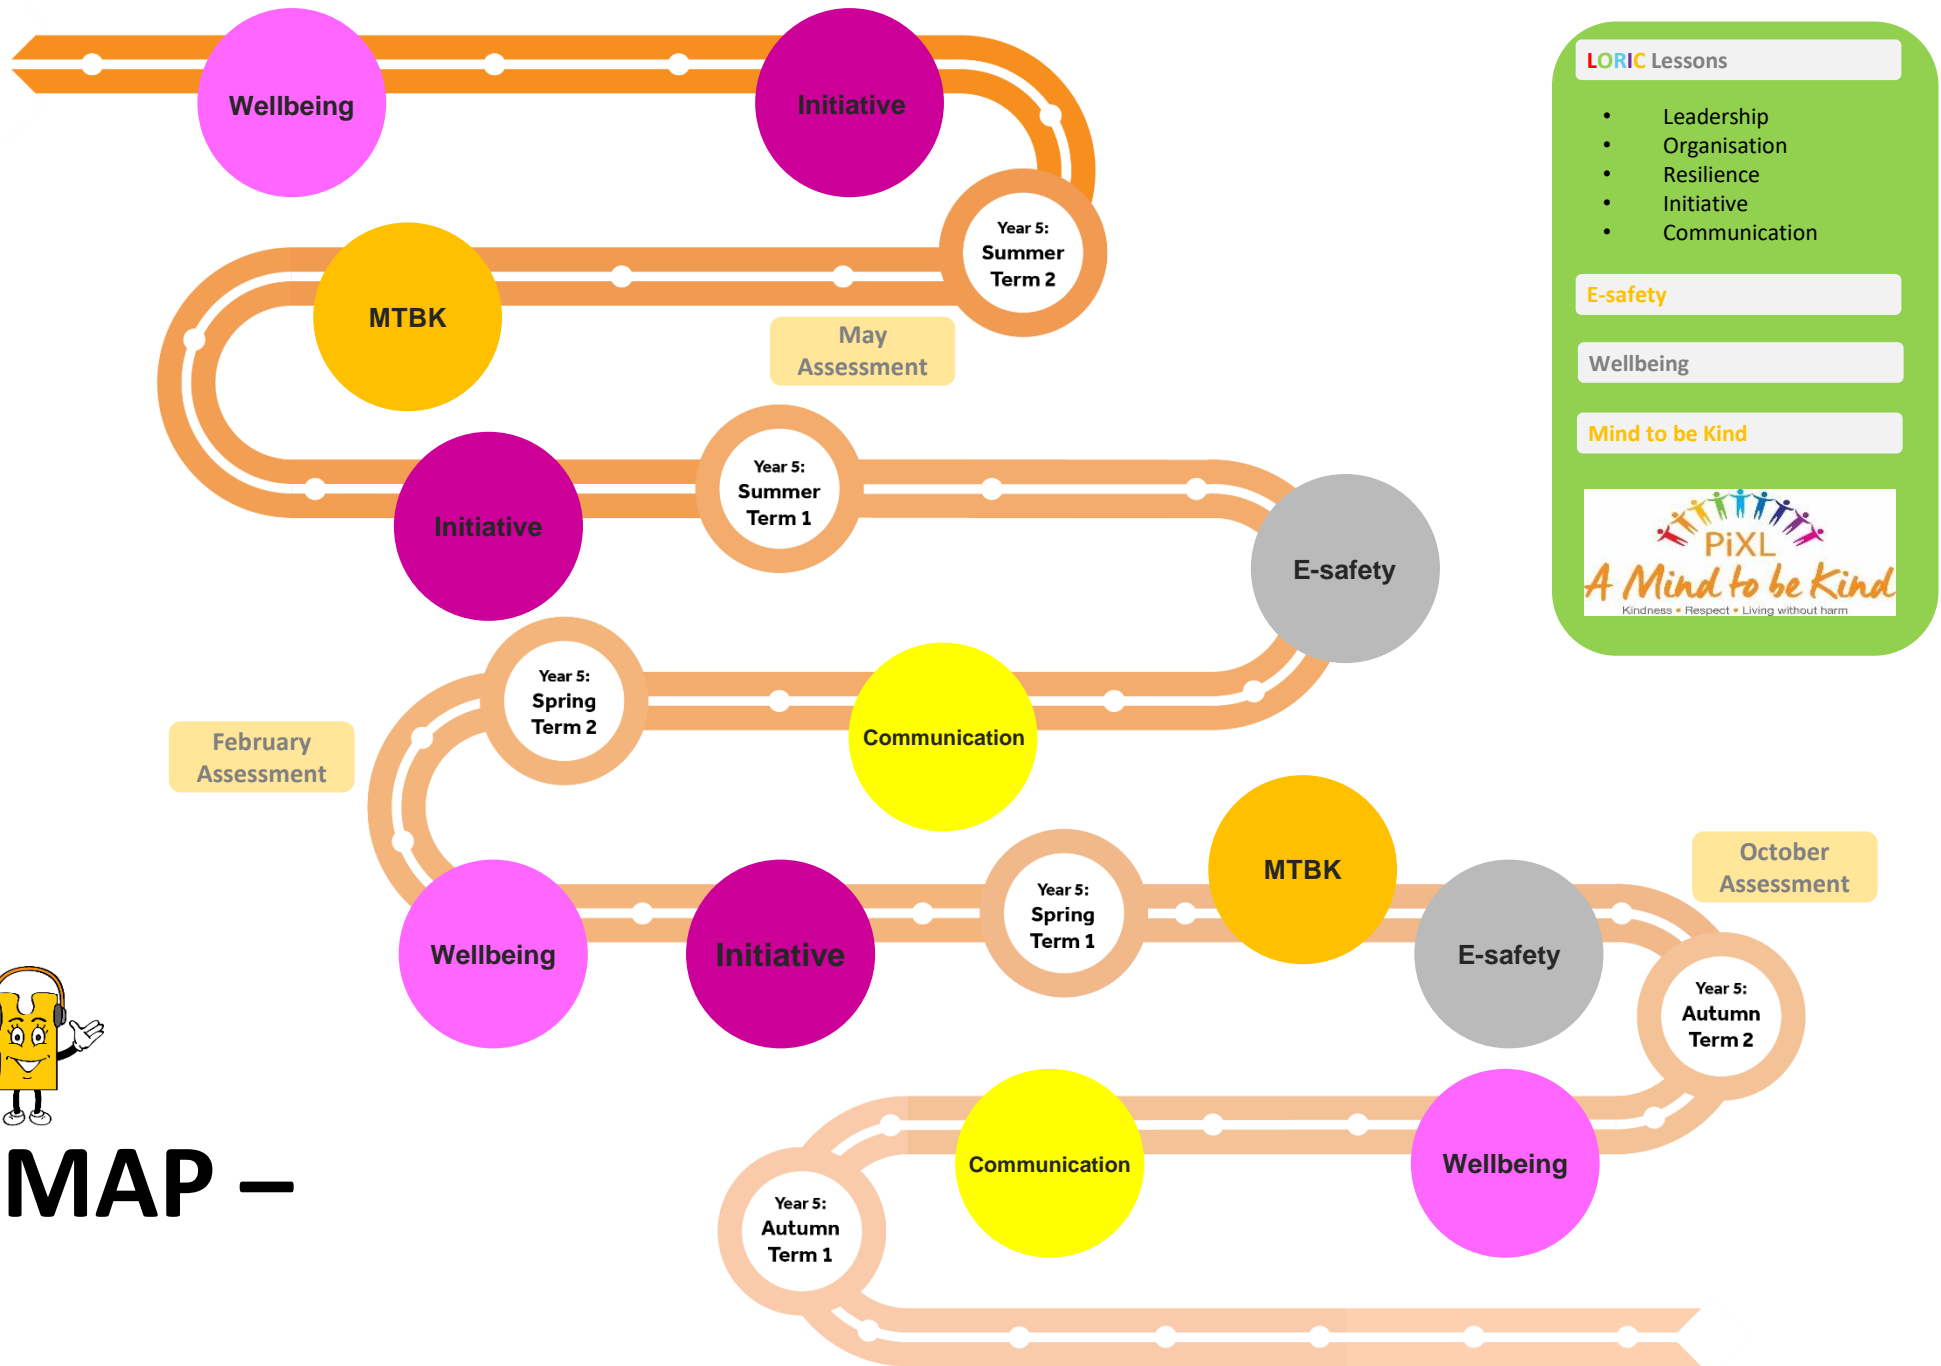 Wellbeing
Initiative
Year 5:
Summer
Term 2
MTBK
May
Assessment
Year 5:
Summer
Term 1
Initiative
E-safety
Year 5:
Spring
Term 2
Communication
February
Assessment
Wellbeing
Initiative
Year 5:
Spring
Term 1
MTBK
E-safety
October
Assessment
Year 5:
Autumn
Term 2
Communication
Wellbeing
Year 5:
Autumn
Term 1
MAP –
LORIC Lessons
• Leadership
• Organisation
• Resilience
• Initiative
• Communication
E-safety
Wellbeing
Mind to be Kind
PiXL
A Mind to be Kind
Kindness • Respect • Living without harm